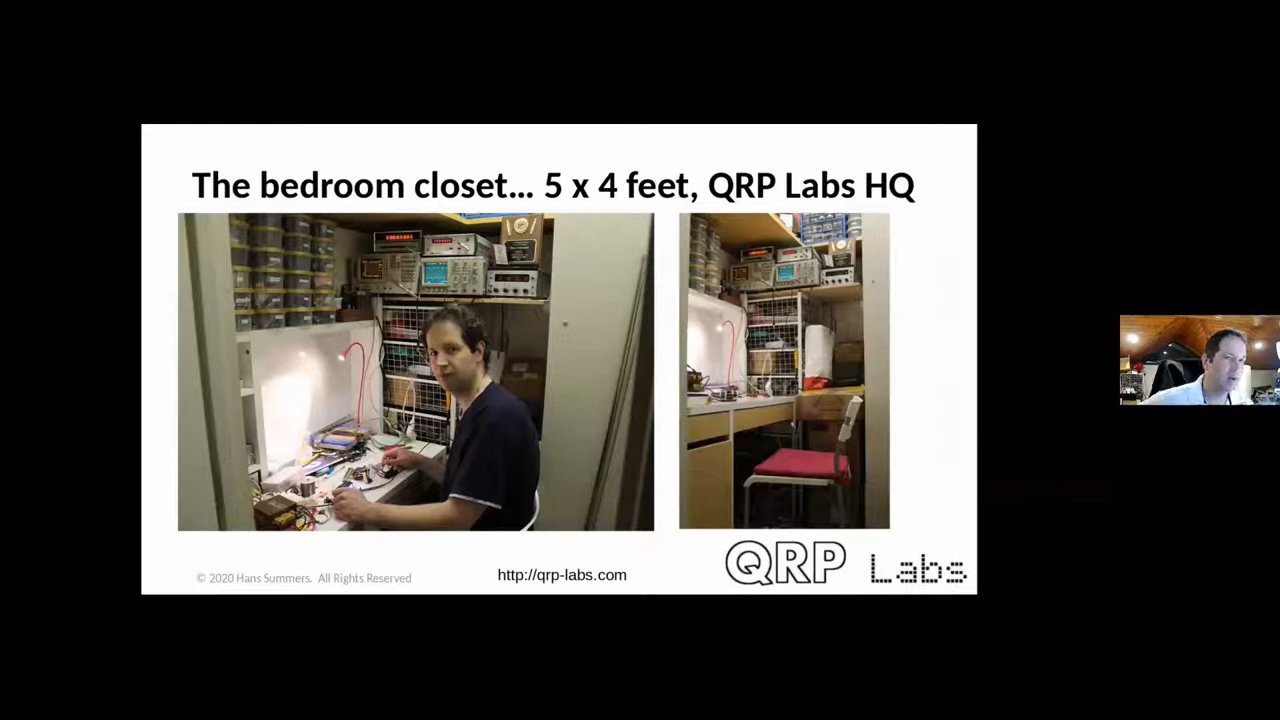 The bedroom closet... 5 x 4 feet, QRP Labs HQ
© 2020 Hans Summers. All Rights Reserved
http://qrp-labs.com
QRP Labs